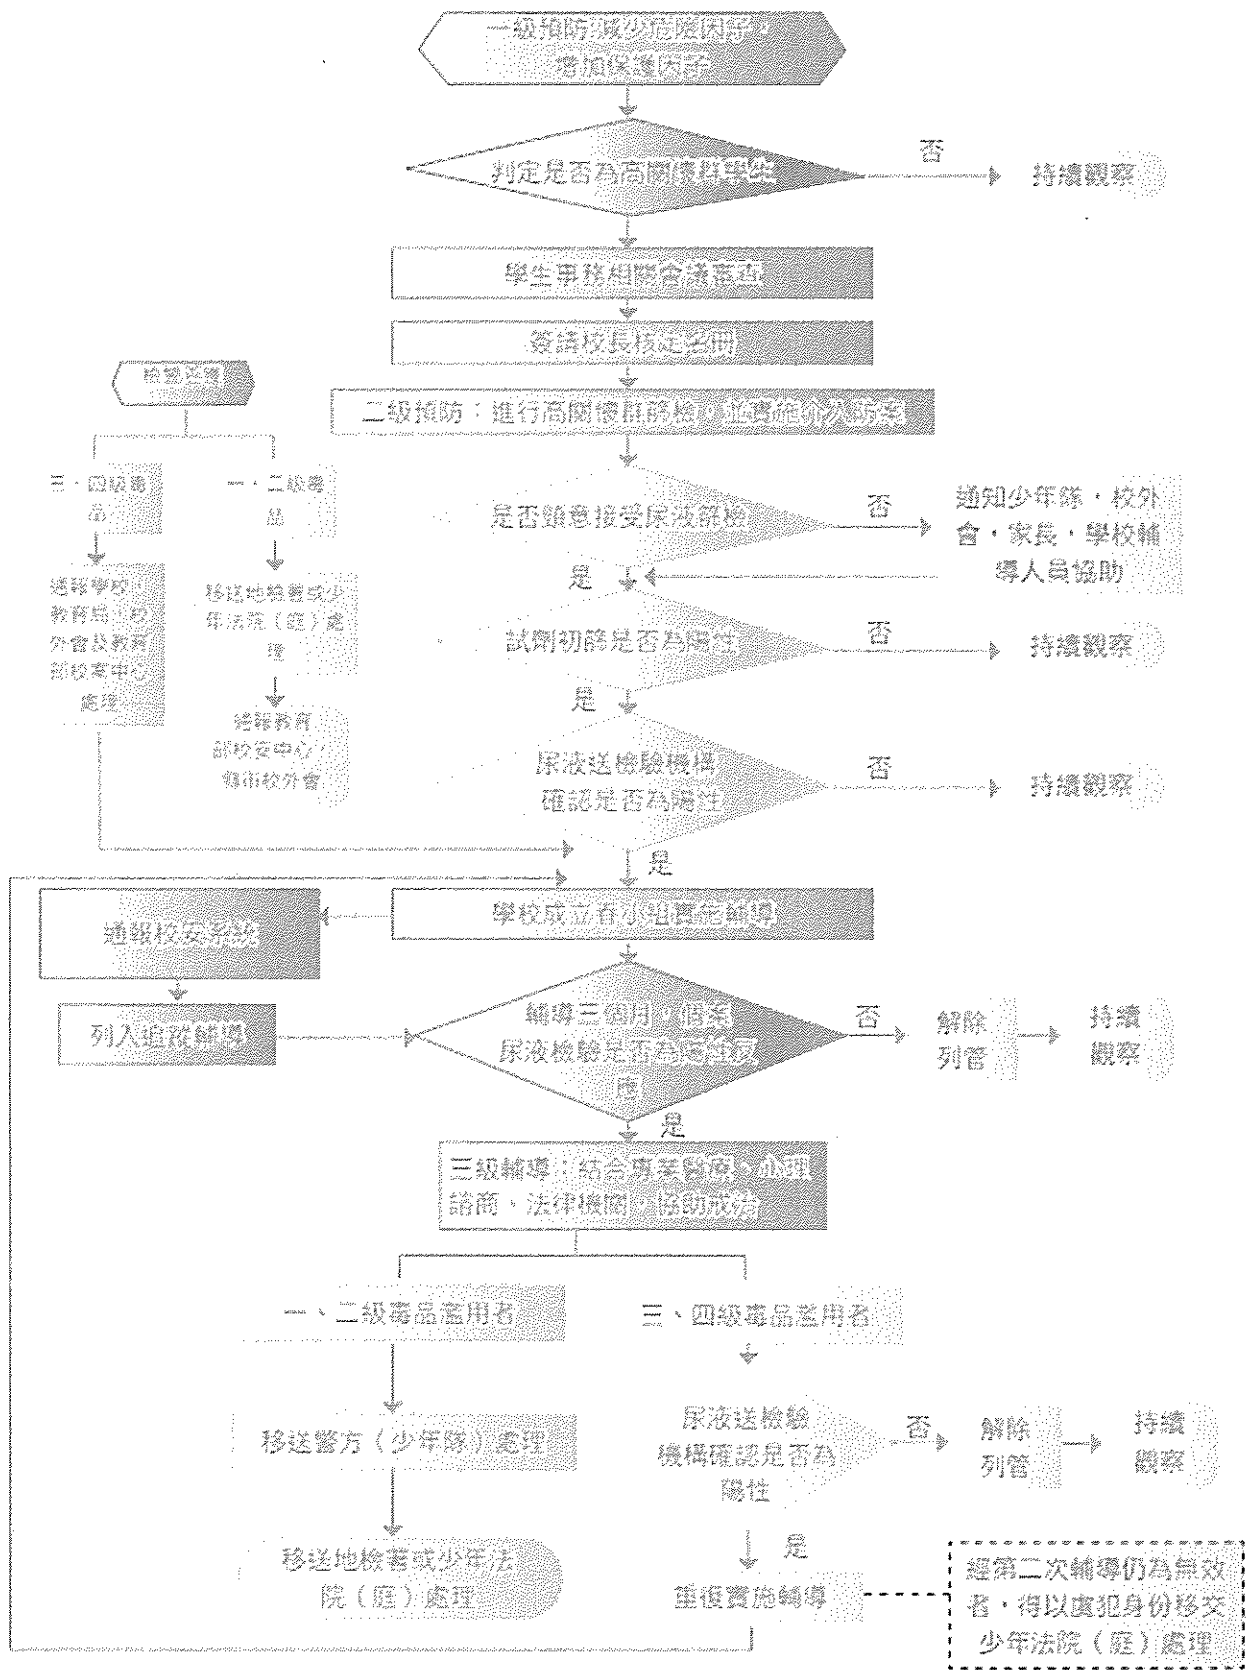 一級預防:減少危險因子、
增加保護因子
判定是否為高關懷群學生
否
持續觀察
學生事務相關會議審查
簽請校長核定名冊
二級預防:進行高關懷群篩檢,並實施介入方案
是否願意接受尿液篩檢
否
通知少年隊、校外
會、家長、學校輔
導人員協助
是
試劑初篩是否為陽性
否
持續觀察
是
尿液送檢驗機構
確認是否為陽性
否
持續觀察
是
三、四級毒
品
通報學校、
教育局、校
外會及教育
部校安中心
處理
一、二級毒
品
移送地檢署或少
年法院(庭)處
理
通報教育
部校安中心
縣市校外會
學校成立春暉小組實施輔導
通報校安系統
列入追蹤輔導
輔導三個月後個案
尿液檢驗是否為陽性反
應
否
解除
列管
持續
觀察
是
三級輔導:結合專業醫療、心理
諮商、法律機關,協助戒治
一、二級毒品濫用者
移送警方(少年隊)處理
移送地檢署或少年法
院(庭)處理
三、四級毒品濫用者
尿液送檢驗
機構確認是否為
陽性
否
解除
列管
持續
觀察
是
重復實施輔導
經第二次輔導仍為無效
者,得以虞犯身份移交
少年法院(庭)處理